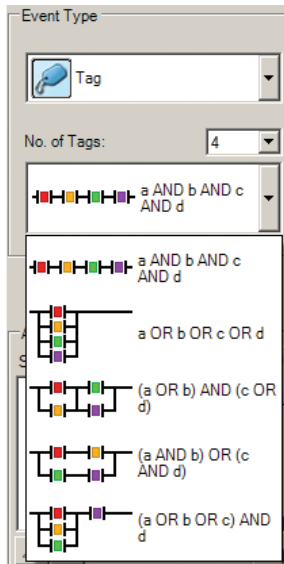 Event Type
Tag
No. of Tags:
4
a AND b AND c
AND d
a AND b AND c
AND d
a OR b OR c OR d
(a OR b) AND (c OR
d)
(a AND b) OR (c
AND d)
(a OR b OR c) AND
d